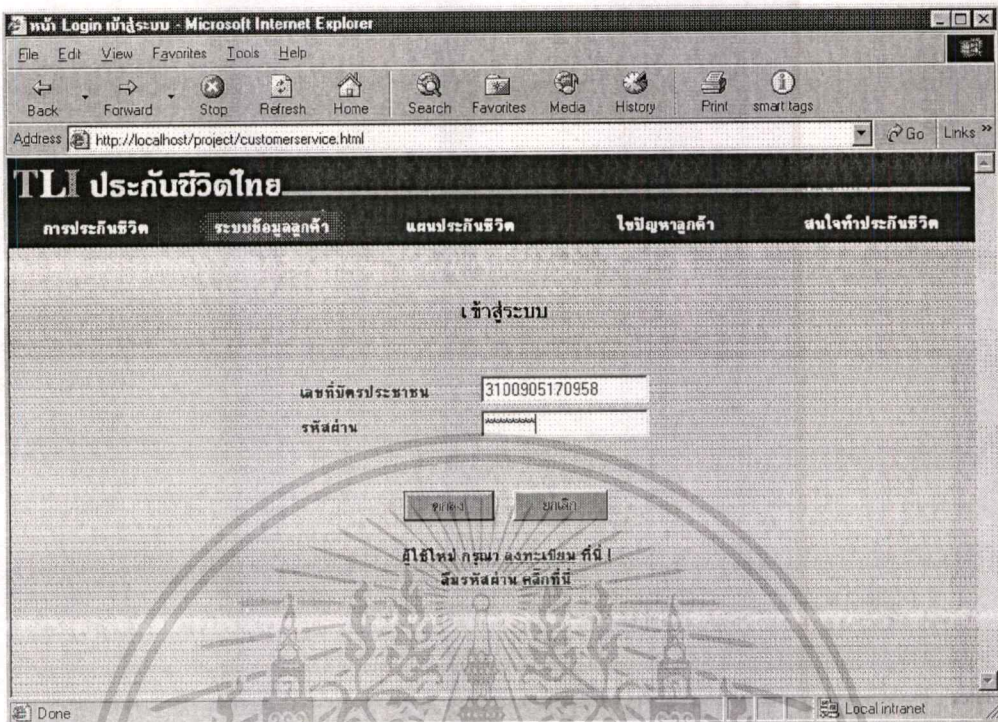 หน้า Login เข้าสู่ระบบ - Microsoft Internet Explorer
File Edit View Favorites Tools Help
Back Forward Stop Refresh Home Search Favorites Media History Print smart tags
Address http://localhost/project/customerservice.html Go Links »
TLI ประกันชีวิตไทย
การประกันชีวิต ระบบข้อมูลลูกค้า แผนประกันชีวิต ไขปัญหาลูกค้า สนใจทำประกันชีวิต
เข้าสู่ระบบ
เลขที่บัตรประชาชน 3100905170958
รหัสผ่าน *********
ตกลง ยกเลิก
ผู้ใช้ใหม่ กรุณา ลงทะเบียน ที่นี่ !
ลืมรหัสผ่าน คลิ๊กที่นี่
Done Local intranet